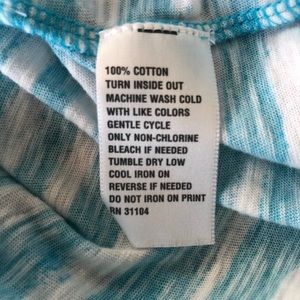 100% COTTON
TURN INSIDE OUT
MACHINE WASH COLD
WITH LIKE COLORS
GENTLE CYCLE
ONLY NON-CHLORINE
BLEACH IF NEEDED
TUMBLE DRY LOW
COOL IRON ON
REVERSE IF NEEDED
DO NOT IRON ON PRINT
RN 31104